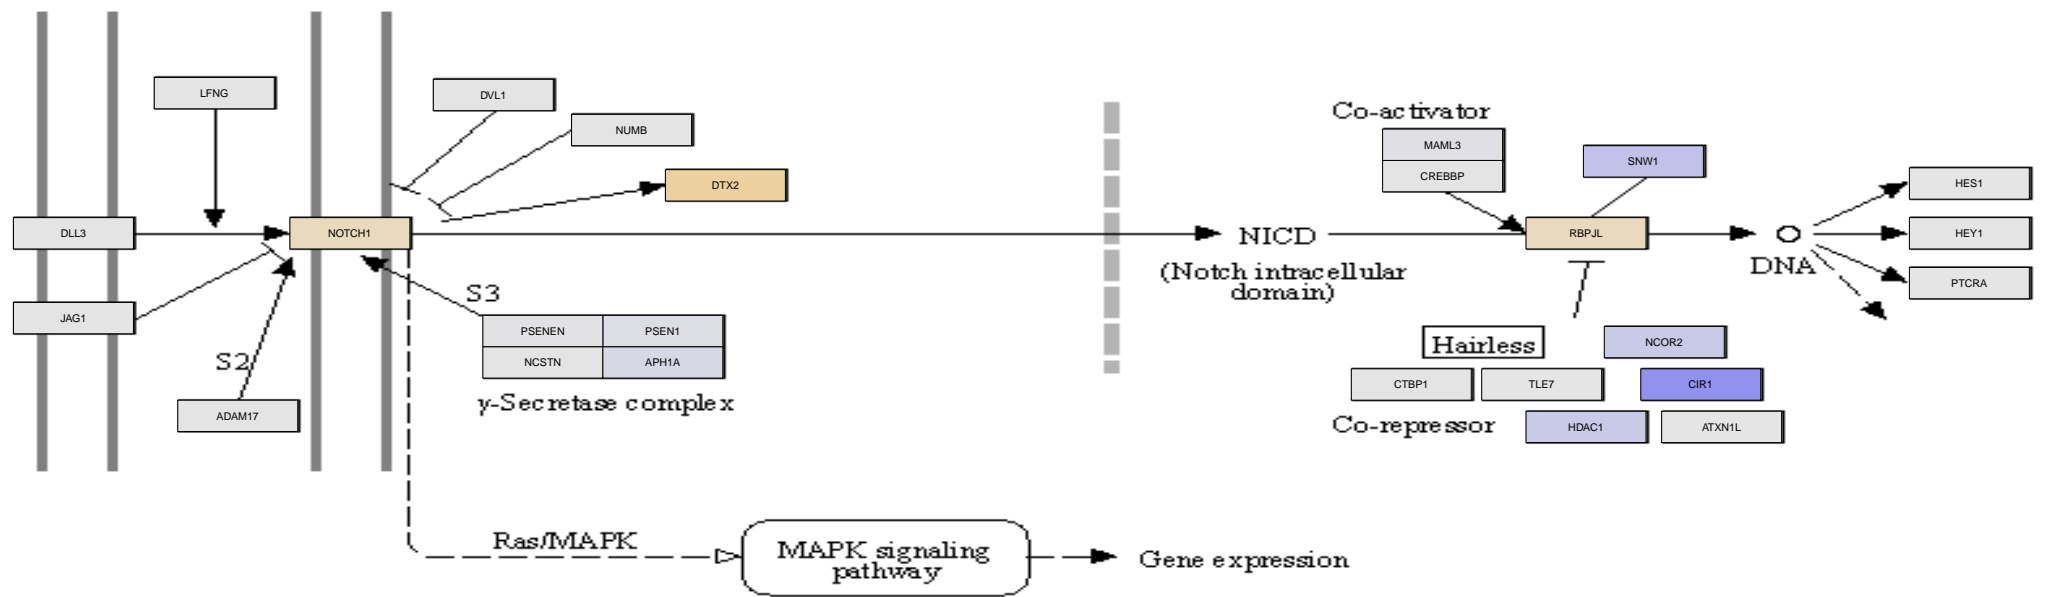 LFNG
DVL1
NUMB
DTX2
DLL3
NOTCH1
JAG1
S2
ADAM17
S3
PSENEN
PSEN1
NCSTN
APH1A
γ-Secretase complex
NICD
(Notch intracellular
domain)
Co-activator
MAML3
CREBBP
SNW1
RBPJL
DNA
HES1
HEY1
PTCRA
Hairless
NCOR2
CTBP1
TLE7
CIR1
Co-repressor
HDAC1
ATXN1L
Ras/MAPK
MAPK signaling
pathway
Gene expression